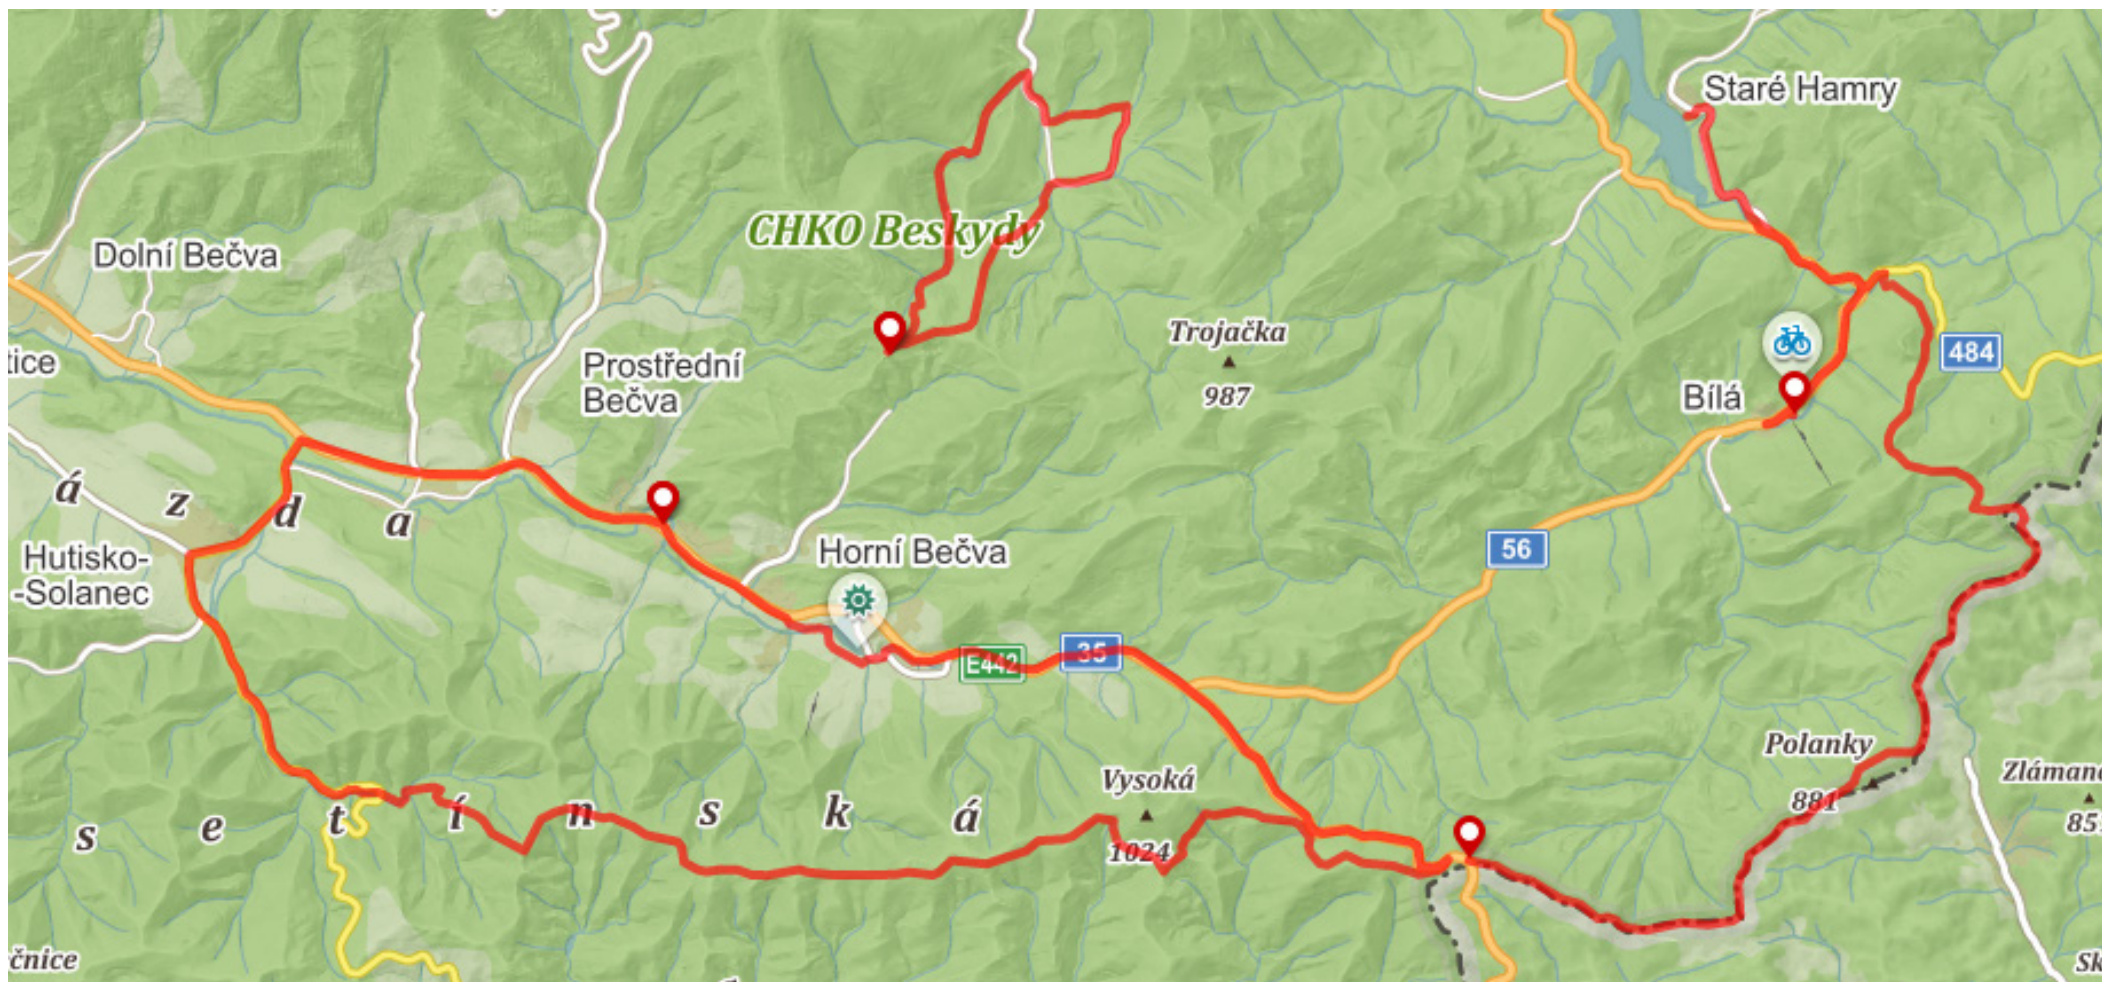 Staré Hamry
CHKO Beskydy
Dolní Bečva
Trojačka
987
484
tice
Prostřední
Bečva
Bílá
á z d a
Hutisko-
-Solanec
Horní Bečva
56
E442
35
Polanky
881
Vysoká
1024
Zlámaná
85
s e t í n s k á
čnice
Sk